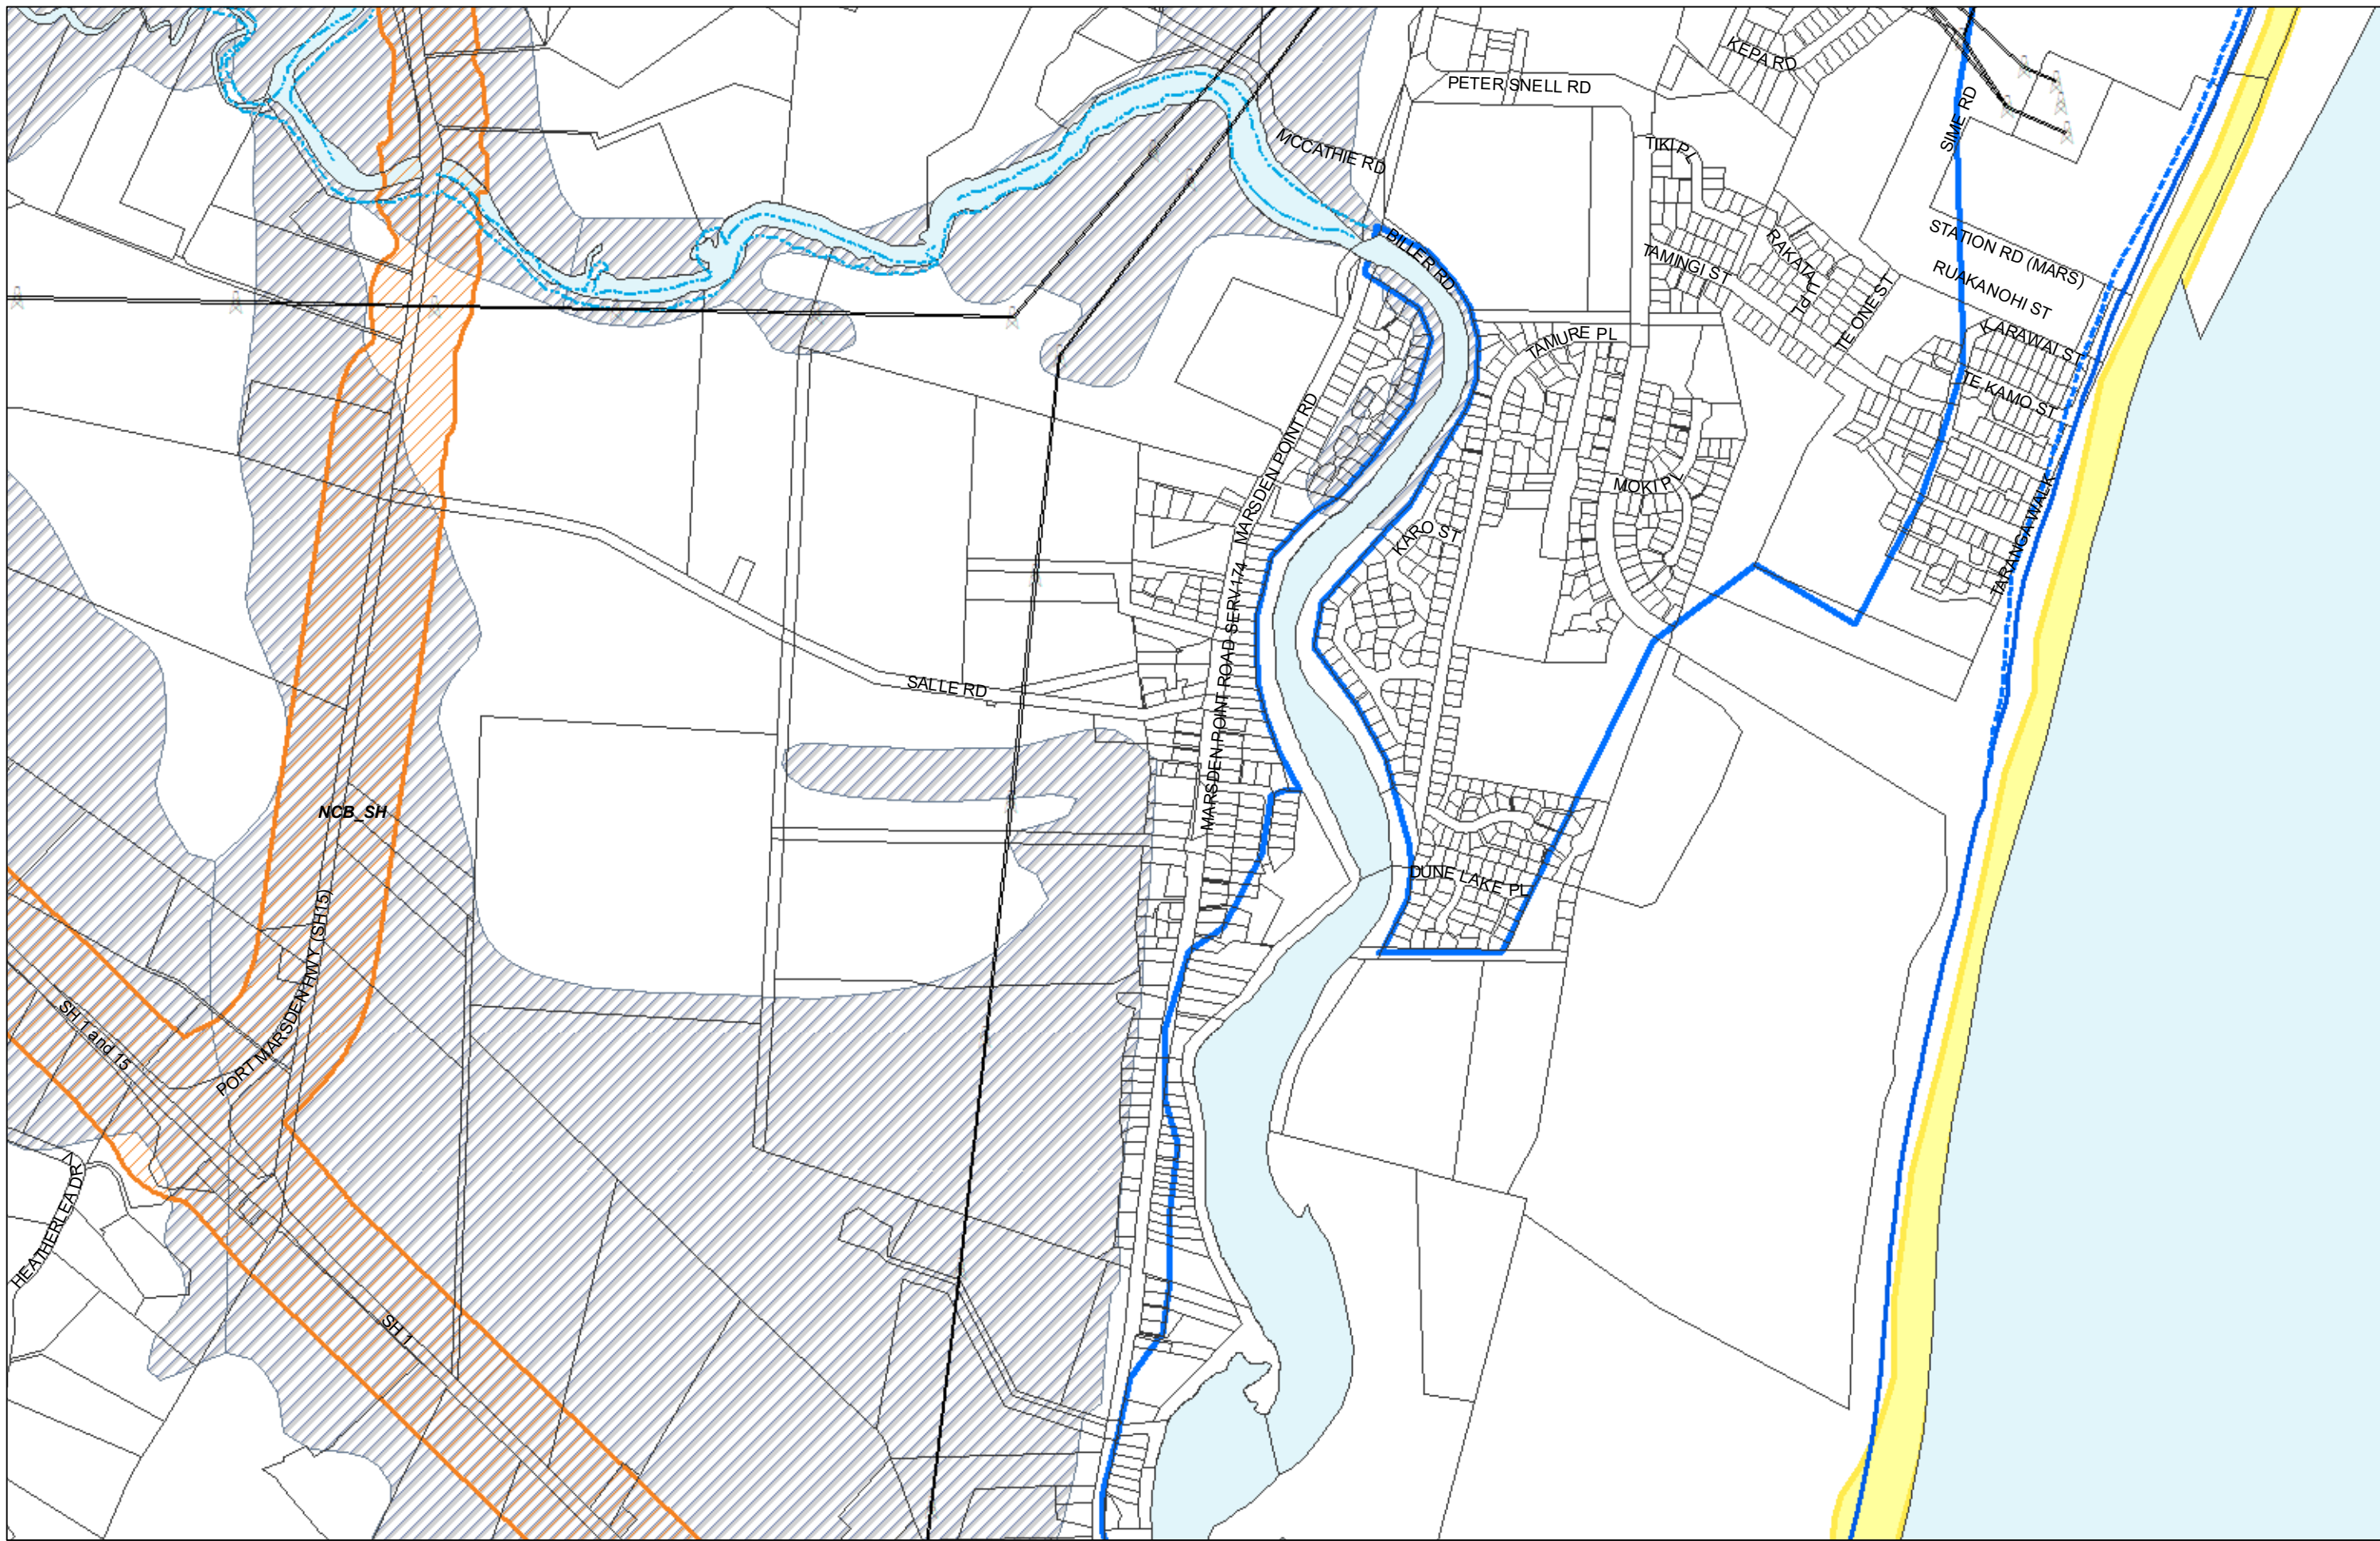 KEPA RD
PETER SNELL RD
SIME RD
MCCATHIE RD
TIKI PL
STATION RD (MARS)
BILLER RD
TAMINGI ST
RAKATAU PL
RUAKANOHI ST
TE ONE ST
KARAWAI ST
TAMURE PL
TE KAMO ST
MARSDEN POINT RD
MOKI PL
KARO ST
TARANGA WALK
MARSDEN POINT ROAD SERV 174
SALLE RD
NCB_SH
DUNE LAKE PL
PORT MARSDEN HWY (SH15)
SH 1 and 15
HEATHERLEA DR
SH 1